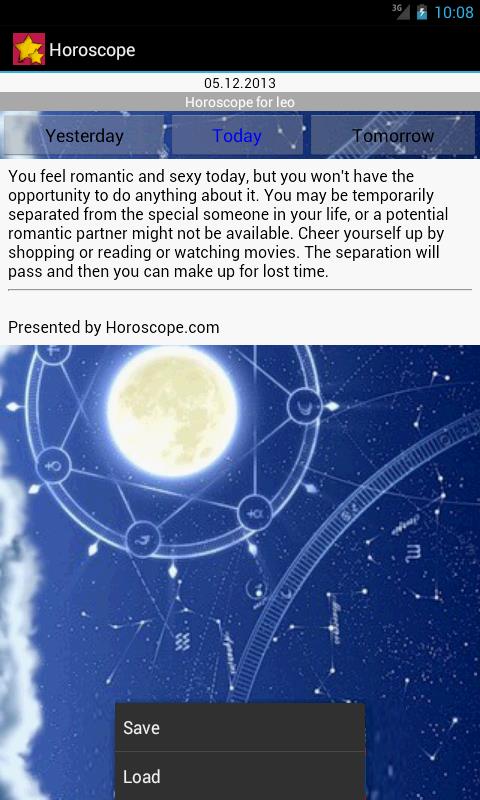 3G 10:08
Horoscope
05.12.2013
Horoscope for leo
Yesterday Today Tomorrow
You feel romantic and sexy today, but you won't have the
opportunity to do anything about it. You may be temporarily
separated from the special someone in your life, or a potential
romantic partner might not be available. Cheer yourself up by
shopping or reading or watching movies. The separation will
pass and then you can make up for lost time.
Presented by Horoscope.com
Save
Load